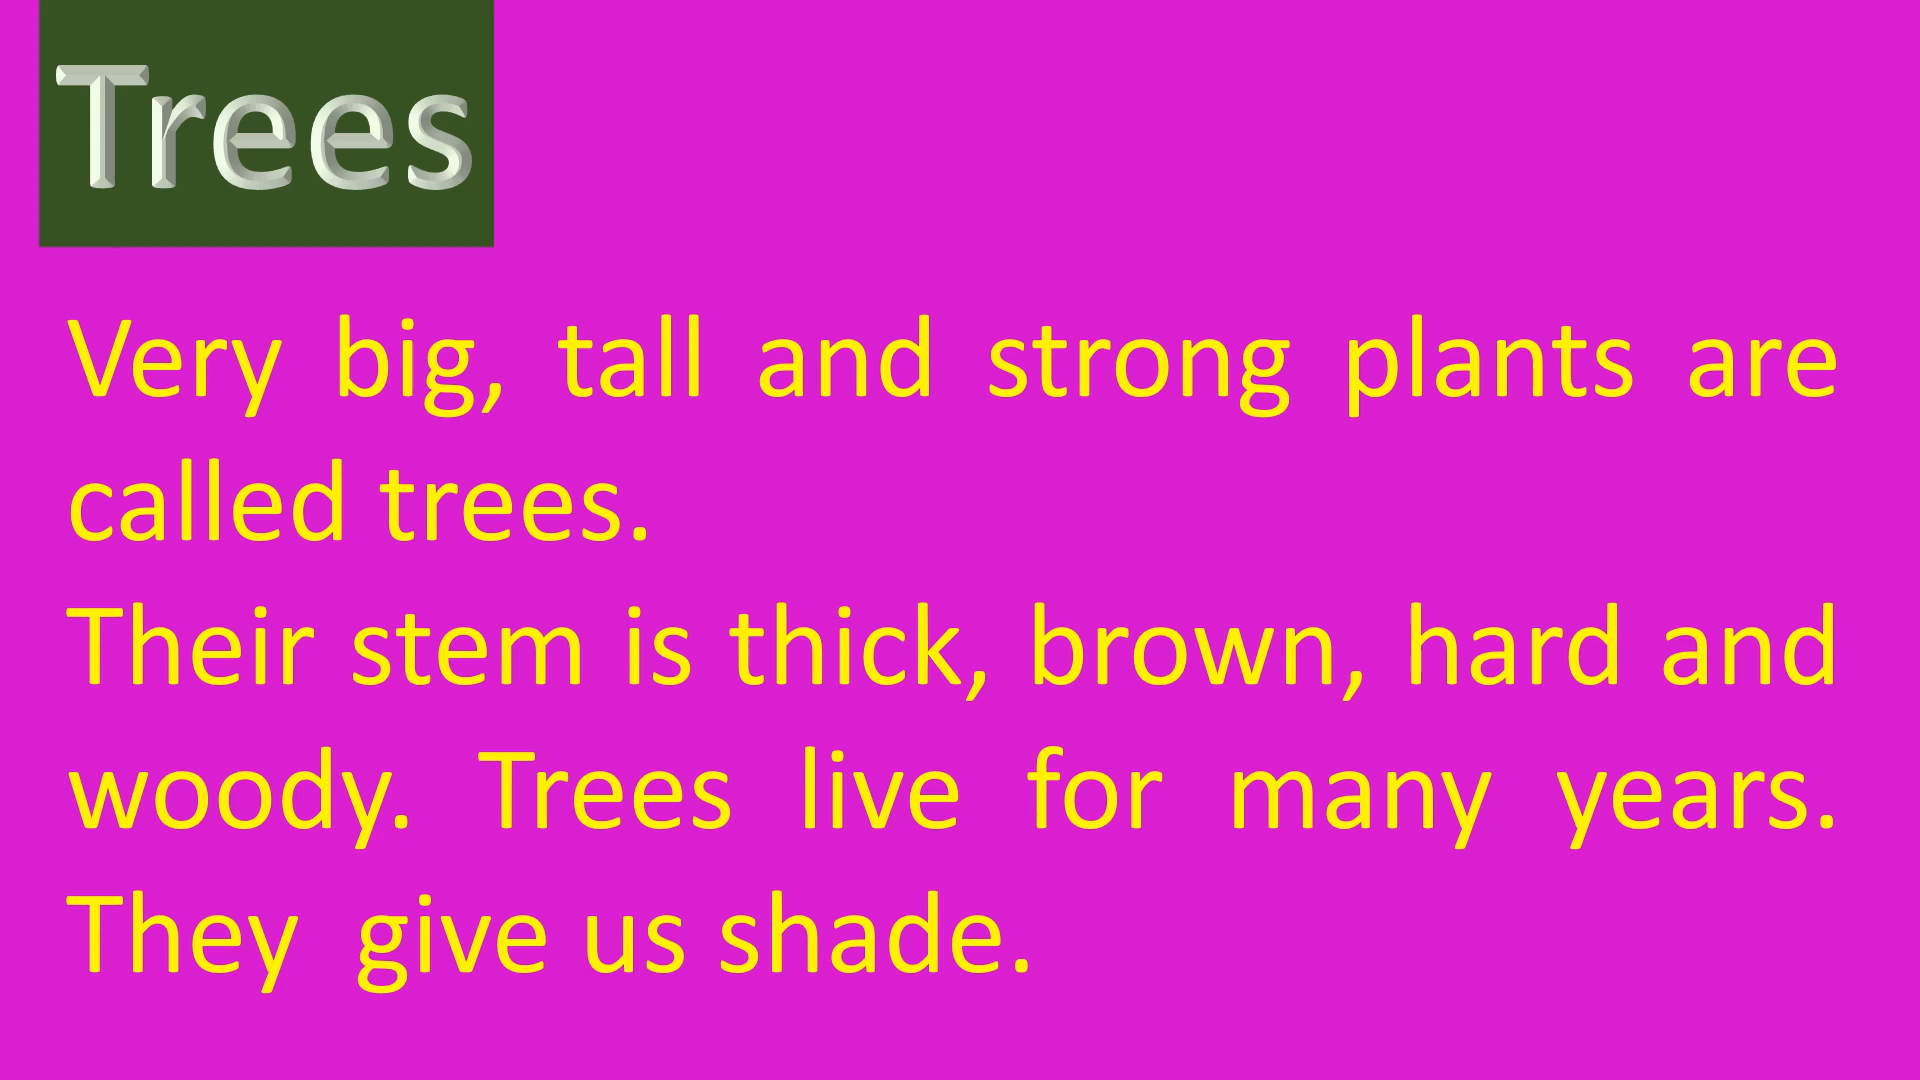 Trees
Very big, tall and strong plants are
called trees.
Their stem is thick, brown, hard and
woody. Trees live for many years.
They give us shade.